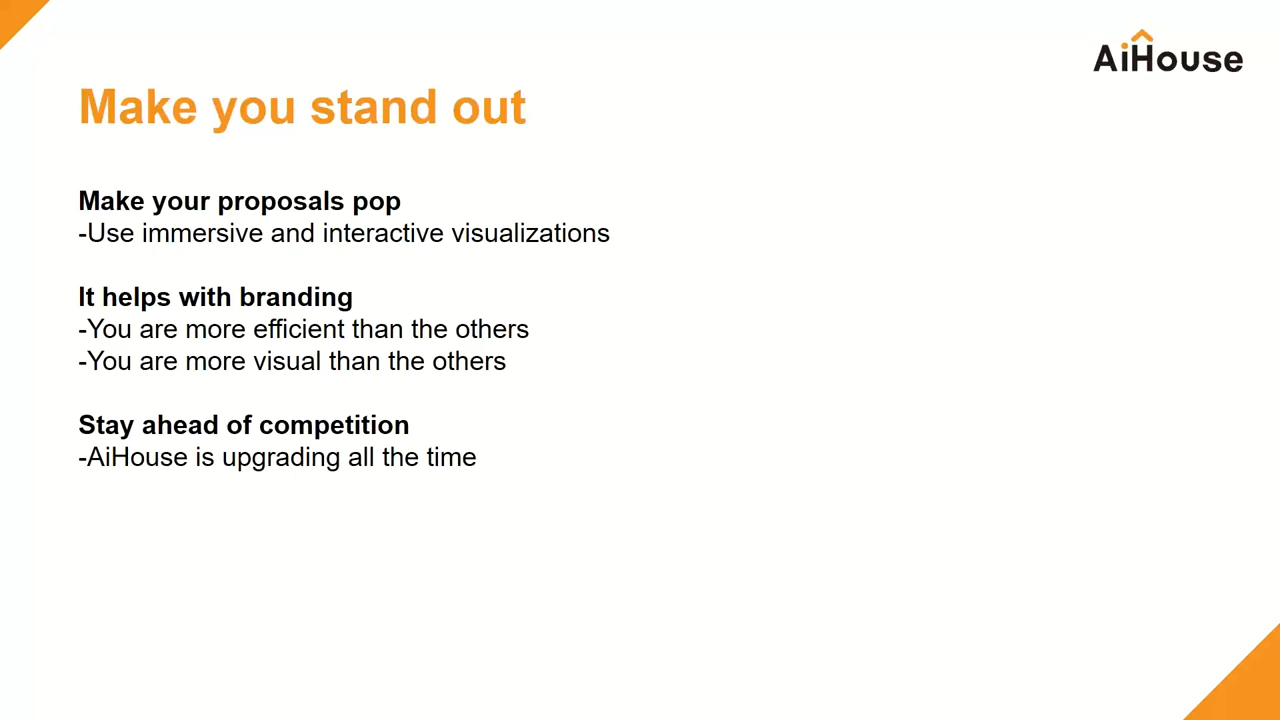 AiHouse
Make you stand out
Make your proposals pop
-Use immersive and interactive visualizations
It helps with branding
-You are more efficient than the others
-You are more visual than the others
Stay ahead of competition
-AiHouse is upgrading all the time